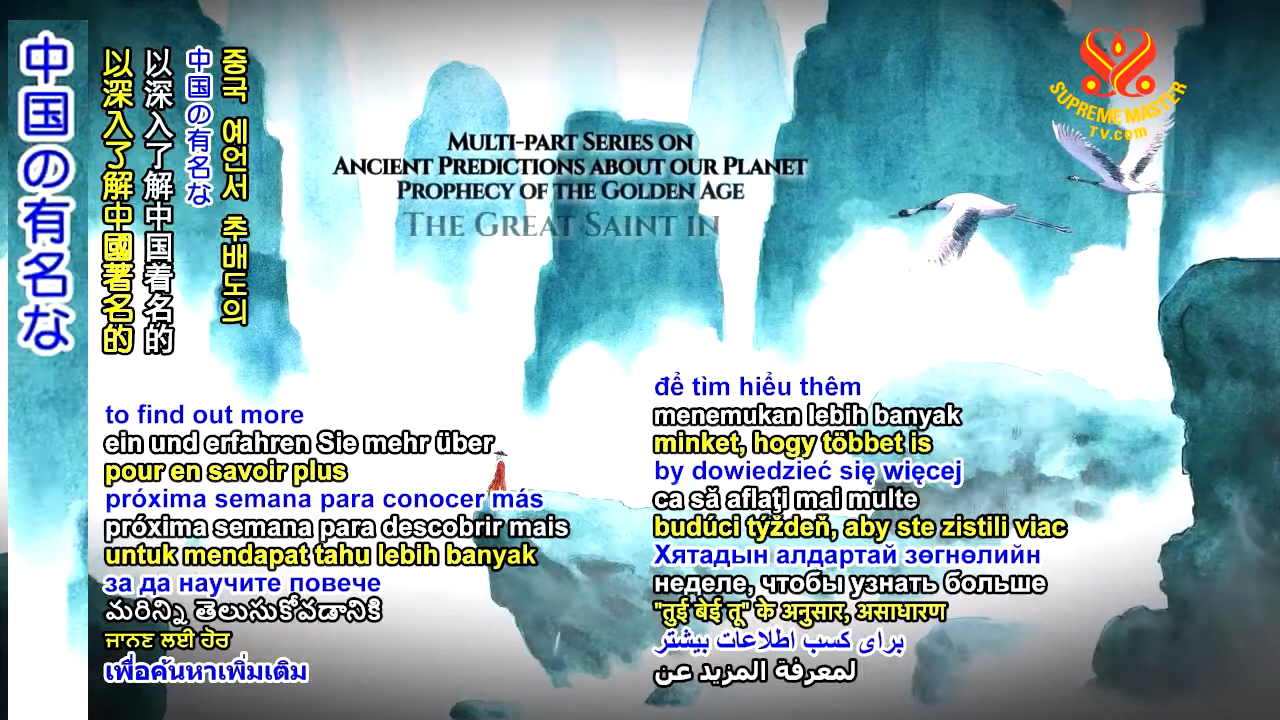 中国の有名な
以深入了解中國著名的
以深入了解中国着名的
中国の有名な
중국 예언서 추배도의
MULTI-PART SERIES ON
ANCIENT PREDICTIONS ABOUT OUR PLANET
PROPHECY OF THE GOLDEN AGE
THE GREAT SAINT IN
SUPREME MASTER
TV.com
to find out more
ein und erfahren Sie mehr über
pour en savoir plus
próxima semana para conocer más
próxima semana para descobrir mais
untuk mendapat tahu lebih banyak
за да научите повече
మరిన్ని తెలుసుకోవడానికి
ਜਾਨਣ ਲਈ ਹੋਰ
เพื่อค้นหาเพิ่มเติม
để tìm hiểu thêm
menemukan lebih banyak
minket, hogy többet is
by dowiedzieć się więcej
ca să aflaţi mai multe
budúci týždeň, aby ste zistili viac
Хятадын алдартай зөгнөлийн
неделе, чтобы узнать больше
"तुई बेई तू" के अनुसार, असाधारण
برای کسب اطلاعات بیشتر
لمعرفة المزيد عن